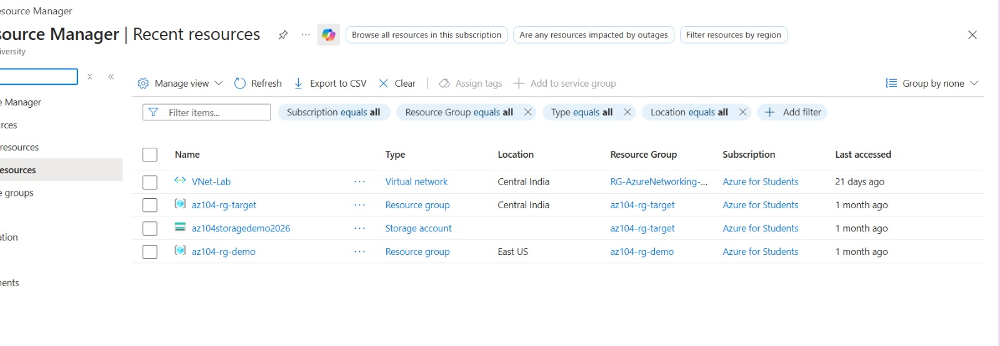 esource Manager
source Manager | Recent resources
Browse all resources in this subscription
Are any resources impacted by outages
Filter resources by region
iversity
Manage view
Refresh
Export to CSV
Clear
Assign tags
Add to service group
Group by none
e Manager
rces
resources
esources
e groups
ation
nents
Filter items...
Subscription equals all
Resource Group equals all
Type equals all
Location equals all
Add filter
Name Type Location Resource Group Subscription Last accessed
VNet-Lab ... Virtual network Central India RG-AzureNetworking-... Azure for Students 21 days ago
az104-rg-target ... Resource group Central India az104-rg-target Azure for Students 1 month ago
az104storagedemo2026 ... Storage account az104-rg-target Azure for Students 1 month ago
az104-rg-demo ... Resource group East US az104-rg-demo Azure for Students 1 month ago